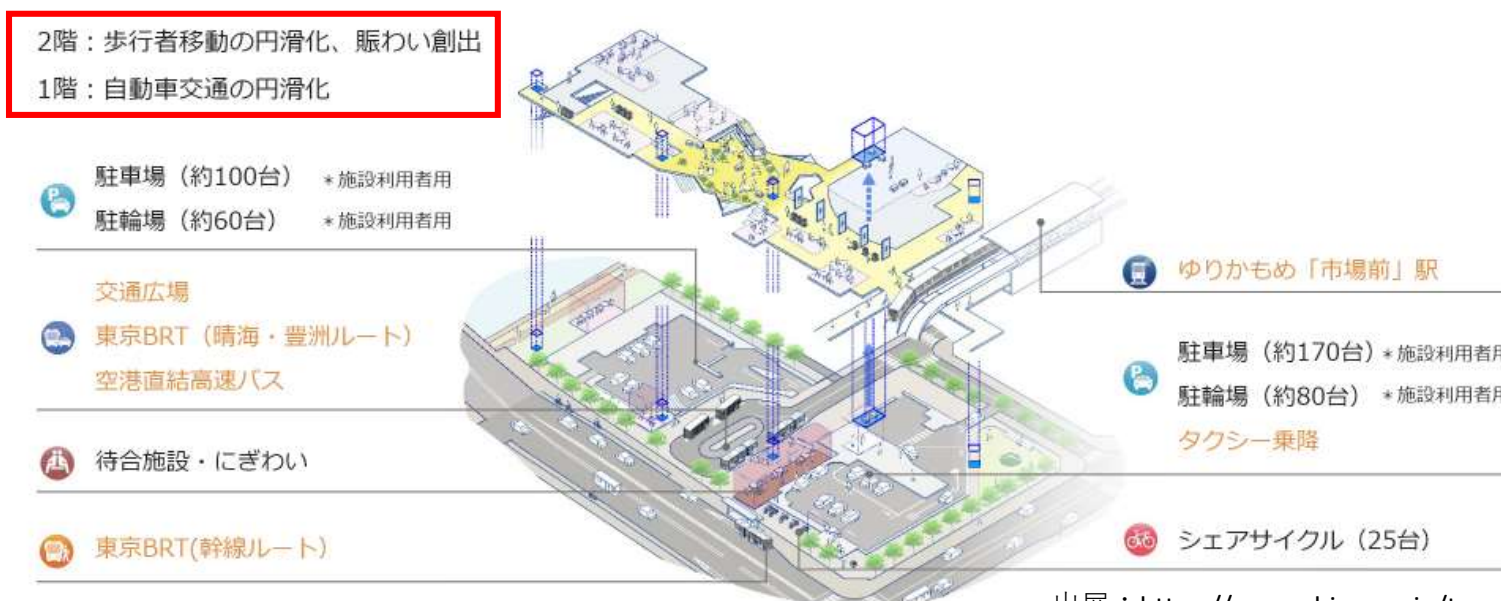 2階：歩行者移動の円滑化、賑わい創出
1階：自動車交通の円滑化
駐車場（約100台） ＊施設利用者用
駐輪場（約60台） ＊施設利用者用
交通広場
東京BRT（晴海・豊洲ルート）
空港直結高速バス
待合施設・にぎわい
東京BRT(幹線ルート）
ゆりかもめ「市場前」駅
駐車場（約170台）＊施設利用者用
駐輪場（約80台） ＊施設利用者用
タクシー乗降
シェアサイクル（25台）